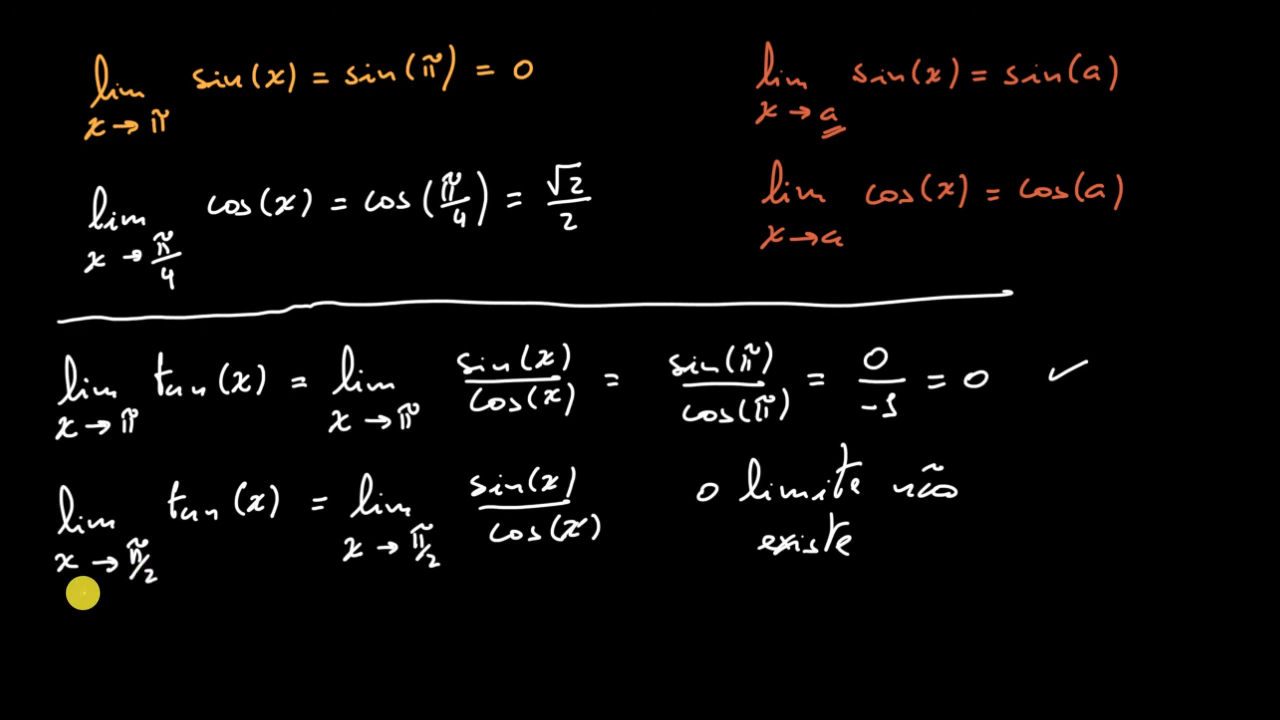 lim x→π sin(x) = sin(π) = 0
lim x→a sin(x) = sin(a)
lim x→π/4 cos(x) = cos(π/4) = √2/2
lim x→a cos(x) = cos(a)
lim x→π tan(x) = lim x→π sin(x)/cos(x) = sin(π)/cos(π) = 0/-1 = 0 ✓
lim x→π/2 tan(x) = lim x→π/2 sin(x)/cos(x) o limite não
existe